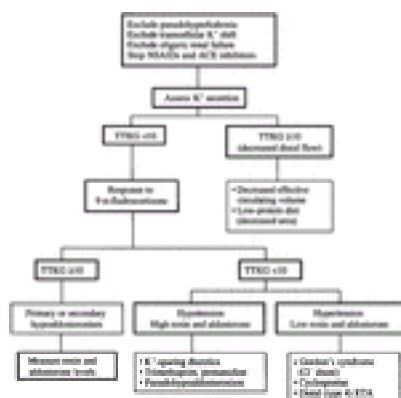 Exclude pseudohyperkalemia
Exclude transcellular K⁺ shift
Exclude oliguric renal failure
Stop NSAIDs and ACE inhibitors
Assess K⁺ secretion
TTKG <10
TTKG ≥10
(decreased distal flow)
Response to
9-α-fludrocortisone
• Decreased effective
circulating volume
• Low-protein diet
(decreased urea)
TTKG ≥10
TTKG <10
Primary or secondary
hypoaldosteronism
Hypotension
High renin and aldosterone
Hypertension
Low renin and aldosterone
Measure renin and
aldosterone levels
• K⁺-sparing diuretics
• Trimethoprim, pentamidine
• Pseudohypoaldosteronism
• Gordon's syndrome
(Cl⁻ shunt)
• Cyclosporine
• Distal (type 4) RTA